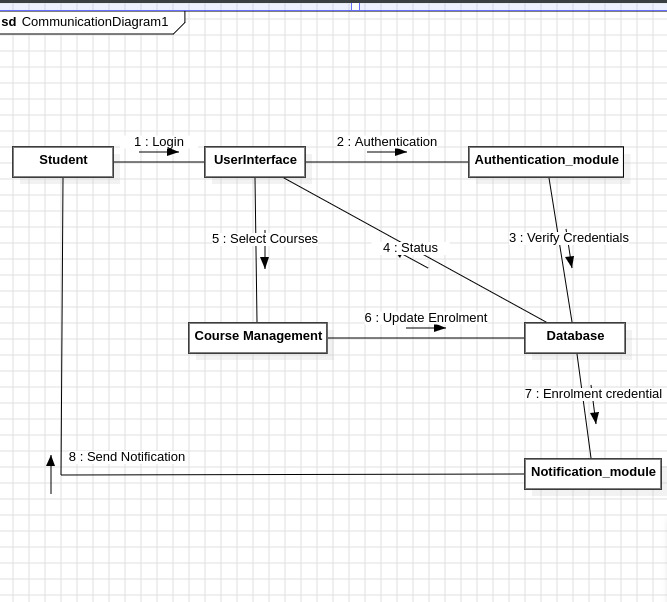 sd CommunicationDiagram1
1 : Login
2 : Authentication
Student
UserInterface
Authentication_module
5 : Select Courses
4 : Status
3 : Verify Credentials
6 : Update Enrolment
Course Management
Database
7 : Enrolment credential
8 : Send Notification
Notification_module